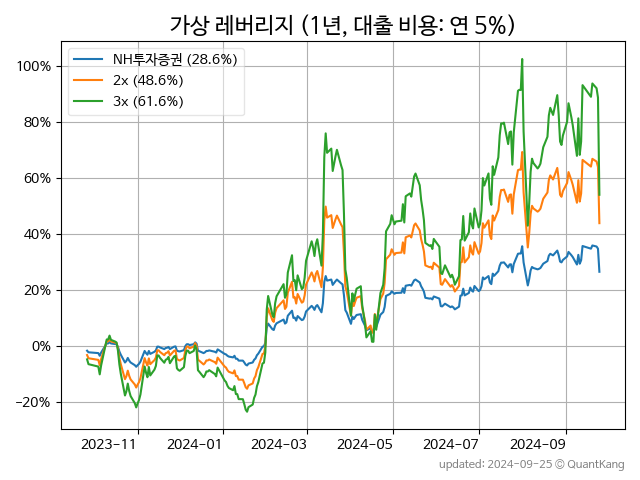 가상 레버리지 (1년, 대출 비용: 연 5%)
NH투자증권 (28.6%)
2x (48.6%)
3x (61.6%)
100%
80%
60%
40%
20%
0%
−20%
2023-11
2024-01
2024-03
2024-05
2024-07
2024-09
updated: 2024-09-25 © QuantKang